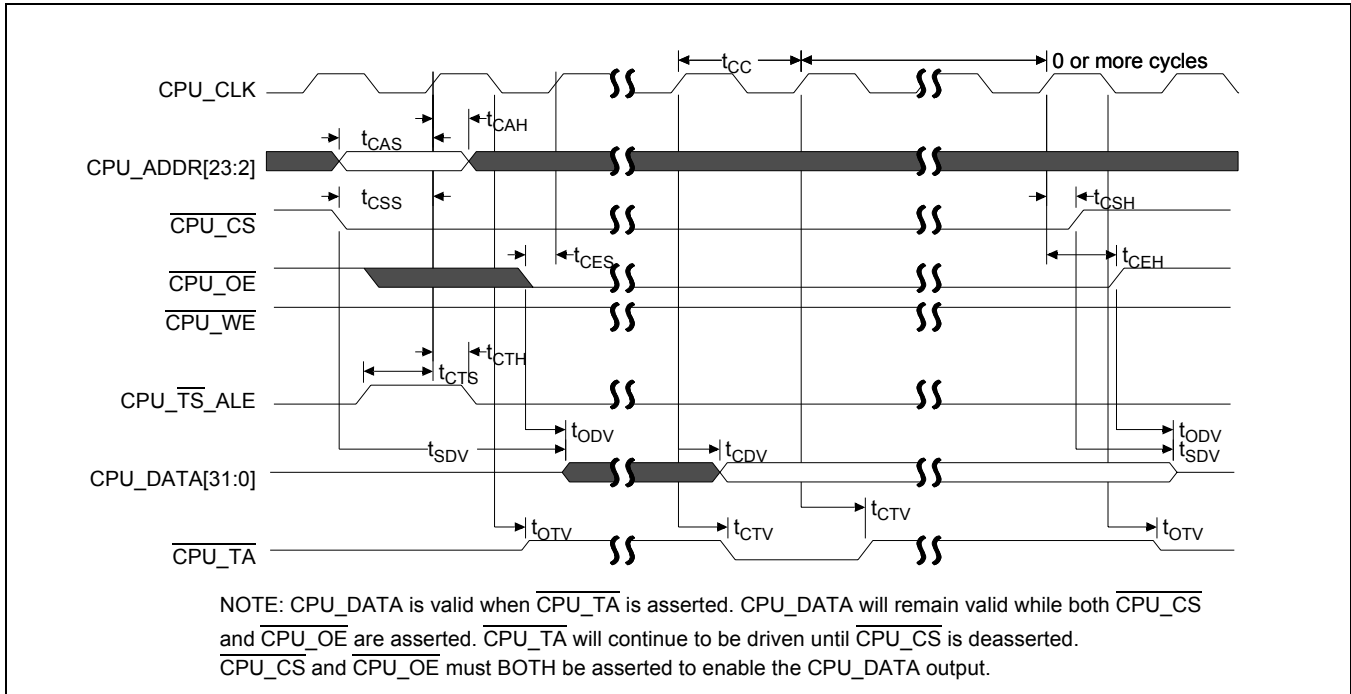 t_CC
0 or more cycles
CPU_CLK
t_CAH
t_CAS
CPU_ADDR[23:2]
t_CSS
t_CSH
CPU_CS
t_CES
t_CEH
CPU_OE
CPU_WE
t_CTH
t_CTS
CPU_TS_ALE
t_ODV
t_ODV
t_SDV
t_CDV
t_SDV
CPU_DATA[31:0]
t_CTV
t_OTV
t_CTV
t_OTV
CPU_TA
NOTE: CPU_DATA is valid when CPU_TA is asserted. CPU_DATA will remain valid while both CPU_CS
and CPU_OE are asserted. CPU_TA will continue to be driven until CPU_CS is deasserted.
CPU_CS and CPU_OE must BOTH be asserted to enable the CPU_DATA output.